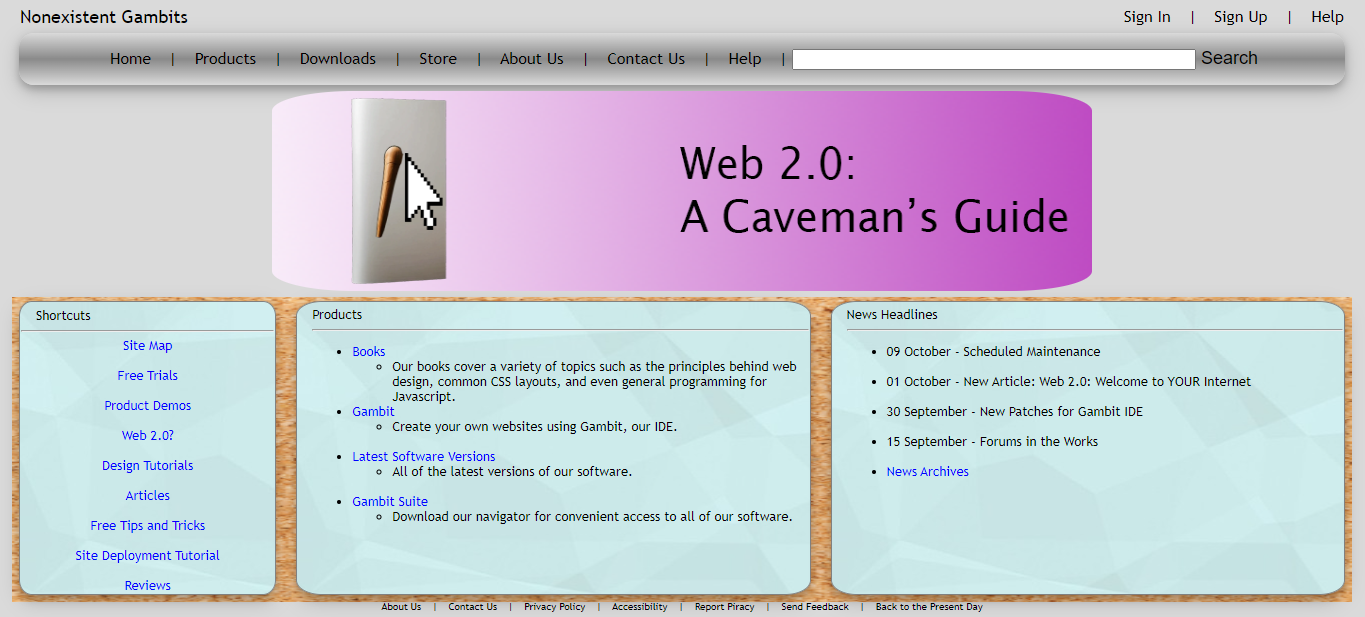 Nonexistent Gambits
Sign In | Sign Up | Help
Home | Products | Downloads | Store | About Us | Contact Us | Help | Search
Web 2.0:
A Caveman’s Guide
Shortcuts
Site Map
Free Trials
Product Demos
Web 2.0?
Design Tutorials
Articles
Free Tips and Tricks
Site Deployment Tutorial
Reviews
Products
Books
Our books cover a variety of topics such as the principles behind web
design, common CSS layouts, and even general programming for
Javascript.
Gambit
Create your own websites using Gambit, our IDE.
Latest Software Versions
All of the latest versions of our software.
Gambit Suite
Download our navigator for convenient access to all of our software.
News Headlines
09 October - Scheduled Maintenance
01 October - New Article: Web 2.0: Welcome to YOUR Internet
30 September - New Patches for Gambit IDE
15 September - Forums in the Works
News Archives
About Us | Contact Us | Privacy Policy | Accessibility | Report Piracy | Send Feedback | Back to the Present Day